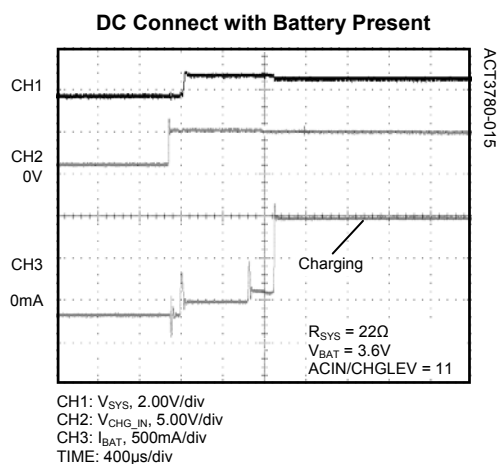 DC Connect with Battery Present
ACT3780-015
CH1
CH2
0V
CH3
0mA
Charging
RSYS = 22Ω
VBAT = 3.6V
ACIN/CHGLEV = 11
CH1: VSYS, 2.00V/div
CH2: VCHG_IN, 5.00V/div
CH3: IBAT, 500mA/div
TIME: 400µs/div